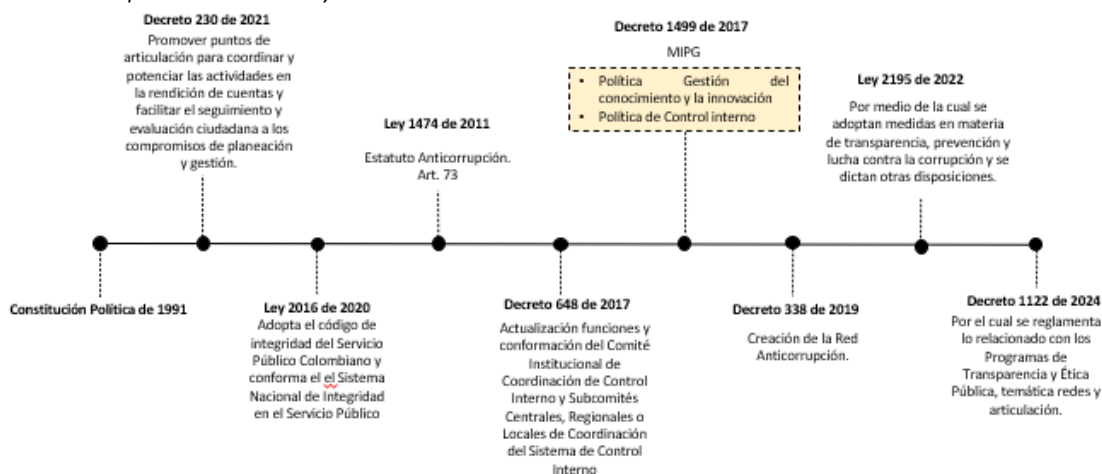 Decreto 230 de 2021
Promover puntos de
articulación para coordinar y
potenciar las actividades en
la rendición de cuentas y
facilitar el seguimiento y
evaluación ciudadana a los
compromisos de planeación
y gestión.
Ley 1474 de 2011
Estatuto Anticorrupción.
Art. 73
Decreto 1499 de 2017
MIPG
▪ Política Gestión del
conocimiento y la innovación
▪ Política de Control interno
Ley 2195 de 2022
Por medio de la cual se
adoptan medidas en materia
de transparencia, prevención y
lucha contra la corrupción y se
dictan otras disposiciones.
Constitución Política de 1991
Ley 2016 de 2020
Adopta el código de
integridad del Servicio
Público Colombiano y
conforma el el Sistema
Nacional de Integridad
en el Servicio Público
Decreto 648 de 2017
Actualización funciones y
conformación del Comité
Institucional de
Coordinación de Control
Interno y Subcomités
Centrales, Regionales o
Locales de Coordinación
del Sistema de Control
Interno
Decreto 338 de 2019
Creación de la Red
Anticorrupción.
Decreto 1122 de 2024
Por el cual se reglamenta
lo relacionado con los
Programas de
Transparencia y Ética
Pública, temática redes y
articulación.